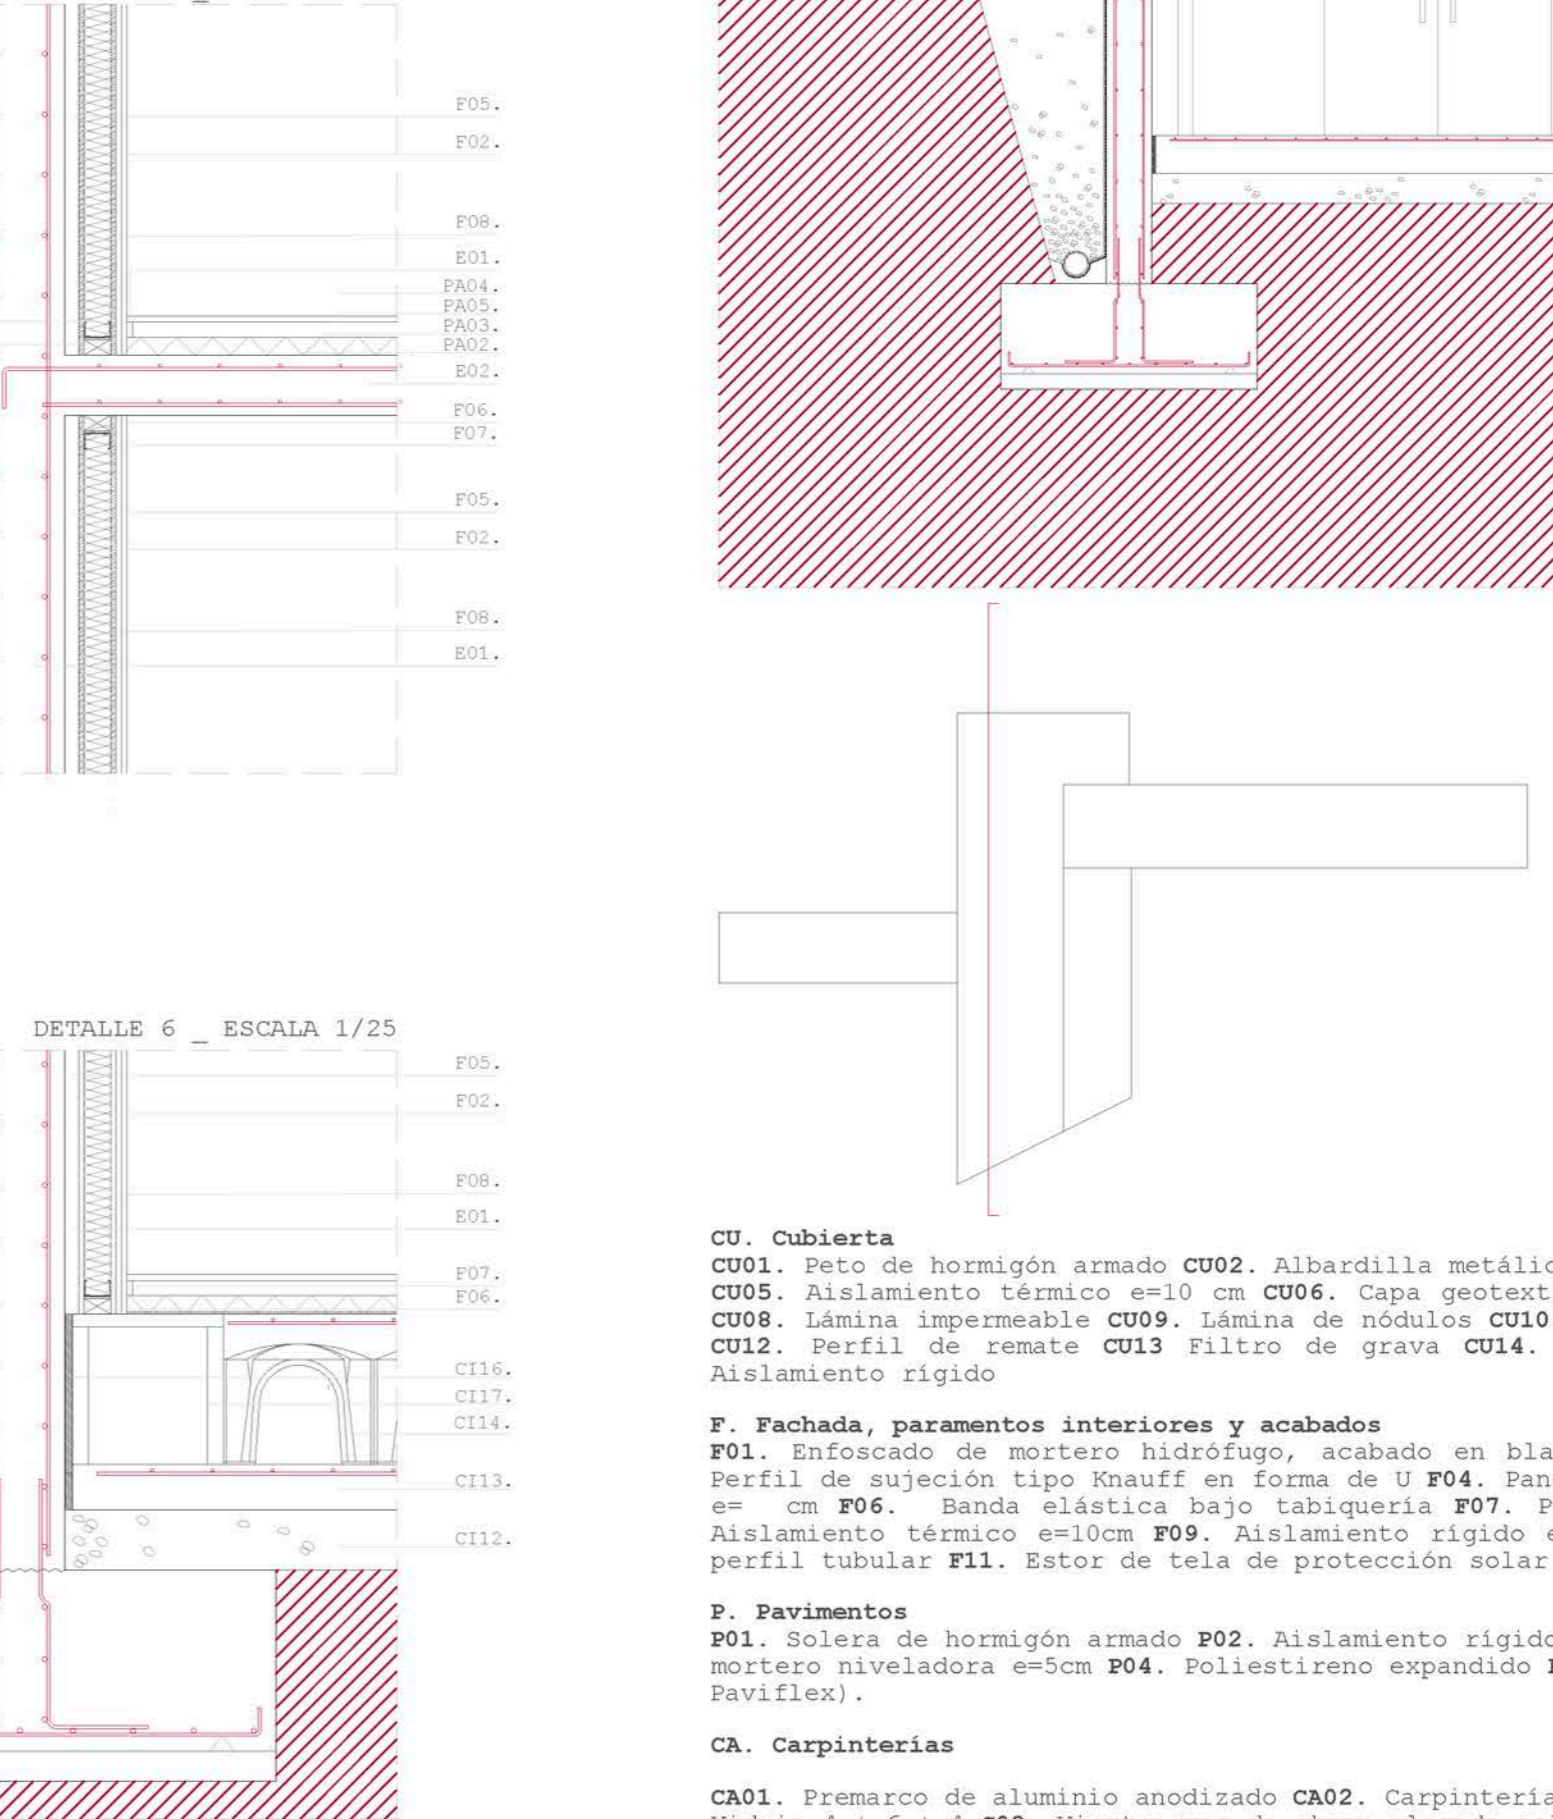 F05.
F02.
F08.
E01.
PA04.
PA05.
PA03.
PA02.
E02.
F06.
F07.
F05.
F02.
F08.
E01.
DETALLE 6 _ ESCALA 1/25
F05.
F02.
F08.
E01.
F07.
F06.
CI16.
CI17.
CI14.
CI13.
CI12.
CU. Cubierta
CU01. Peto de hormigón armado CU02. Albardilla metálic
CU05. Aislamiento térmico e=10 cm CU06. Capa geotext
CU08. Lámina impermeable CU09. Lámina de nódulos CU10
CU12. Perfil de remate CU13 Filtro de grava CU14.
Aislamiento rígido
F. Fachada, paramentos interiores y acabados
F01. Enfoscado de mortero hidrófugo, acabado en bla
Perfil de sujeción tipo Knauff en forma de U F04. Pan
e= cm F06. Banda elástica bajo tabiquería F07. P
Aislamiento térmico e=10cm F09. Aislamiento rígido e
perfil tubular F11. Estor de tela de protección solar
P. Pavimentos
P01. Solera de hormigón armado P02. Aislamiento rígido
mortero niveladora e=5cm P04. Poliestireno expandido
Paviflex).
CA. Carpinterías
CA01. Premarco de aluminio anodizado CA02. Carpintería